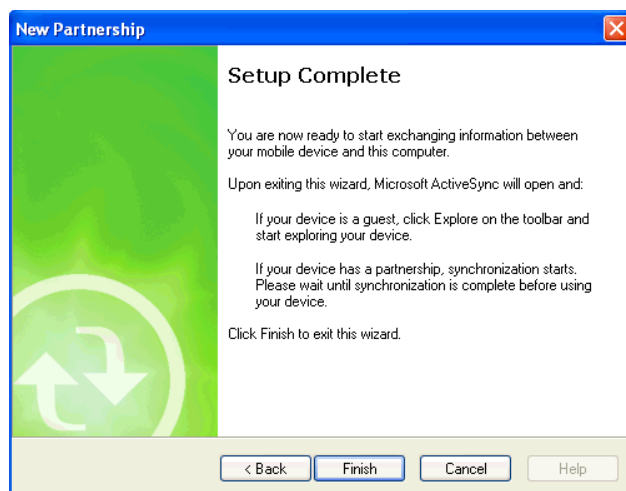 New Partnership
Setup Complete
You are now ready to start exchanging information between
your mobile device and this computer.
Upon exiting this wizard, Microsoft ActiveSync will open and:
If your device is a guest, click Explore on the toolbar and
start exploring your device.
If your device has a partnership, synchronization starts.
Please wait until synchronization is complete before using
your device.
Click Finish to exit this wizard.
< Back Finish Cancel Help